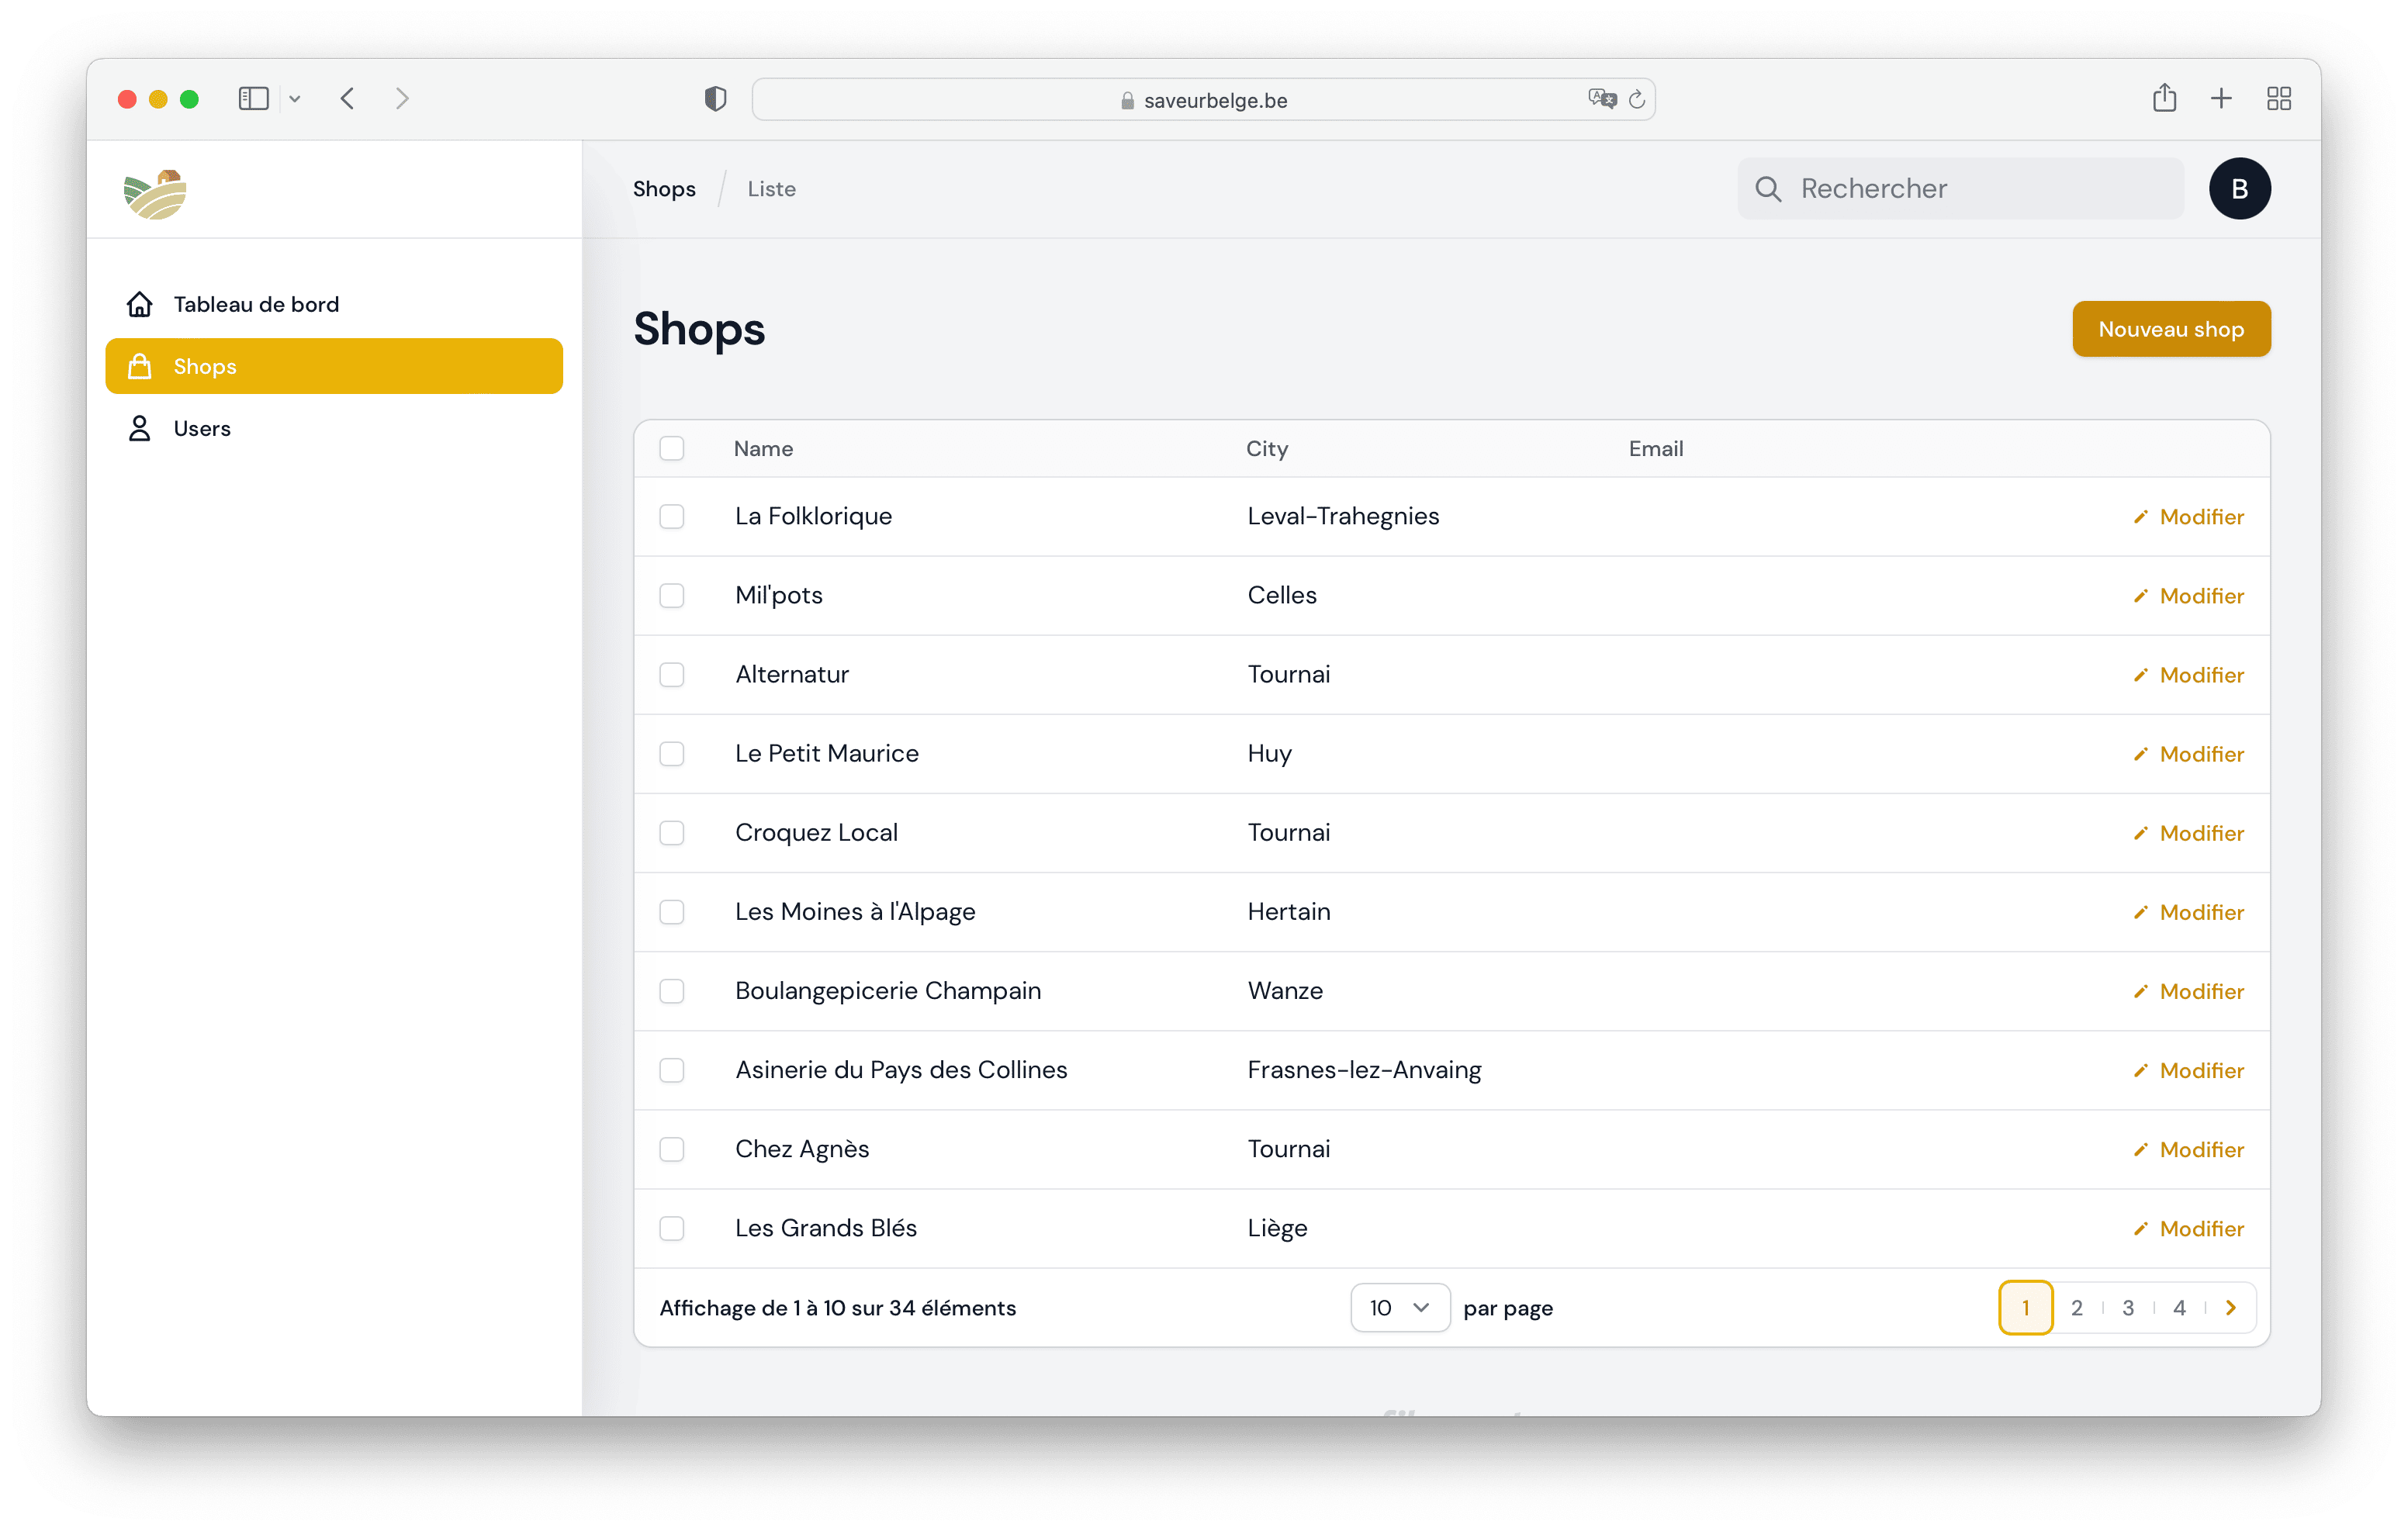 saveurbelge.be
Shops
Liste
Rechercher
B
Tableau de bord
Shops
Users
Shops
Nouveau shop
Name City Email
La Folklorique Leval-Trahegnies Modifier
Mil'pots Celles Modifier
Alternatur Tournai Modifier
Le Petit Maurice Huy Modifier
Croquez Local Tournai Modifier
Les Moines à l'Alpage Hertain Modifier
Boulangepicerie Champain Wanze Modifier
Asinerie du Pays des Collines Frasnes-lez-Anvaing Modifier
Chez Agnès Tournai Modifier
Les Grands Blés Liège Modifier
Affichage de 1 à 10 sur 34 éléments 10 par page 1 2 3 4